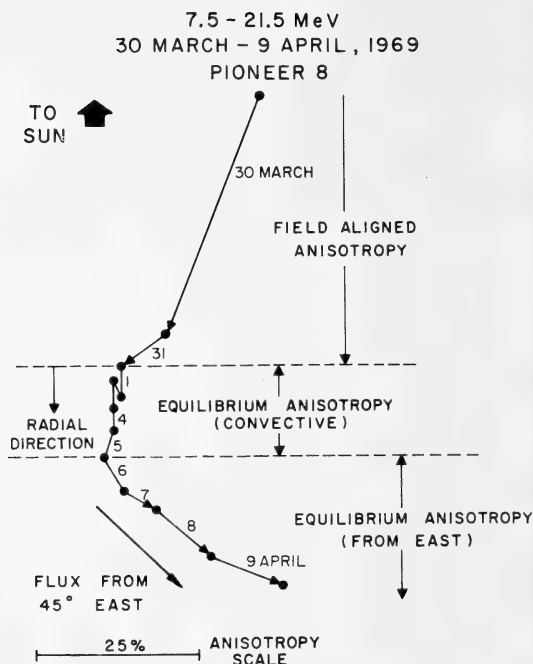 7.5 - 21.5 MeV
30 MARCH - 9 APRIL, 1969
PIONEER 8
TO
SUN
30 MARCH
FIELD ALIGNED
ANISOTROPY
31
1
EQUILIBRIUM ANISOTROPY
(CONVECTIVE)
RADIAL
DIRECTION
4
5
6
7
8
9 APRIL
EQUILIBRIUM ANISOTROPY
(FROM EAST)
FLUX FROM
45° EAST
25%
ANISOTROPY
SCALE